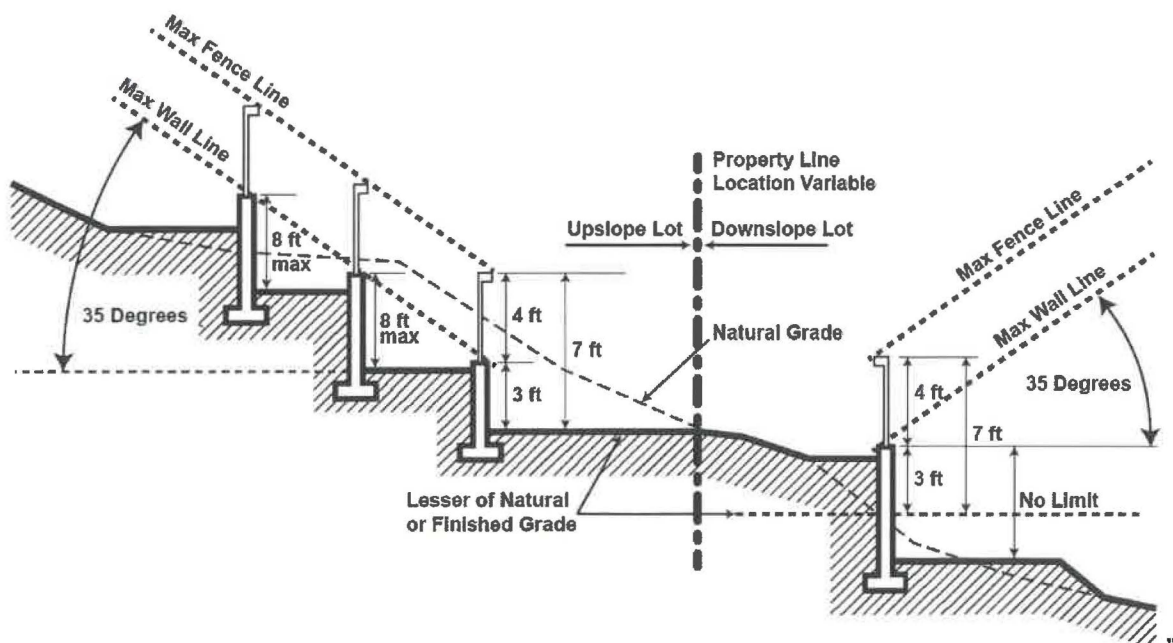 Max Fence Line
Max Wall Line
8 ft
max
35 Degrees
8 ft
max
4 ft
7 ft
3 ft
Property Line
Location Variable
Upslope Lot
Downslope Lot
Natural Grade
Lesser of Natural
or Finished Grade
Max Fence Line
Max Wall Line
35 Degrees
4 ft
7 ft
3 ft
No Limit
"